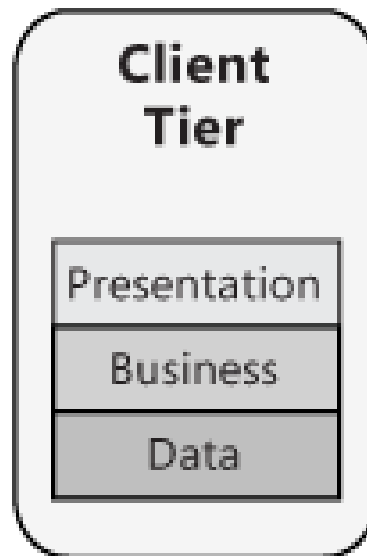 Client
Tier
Presentation
Business
Data